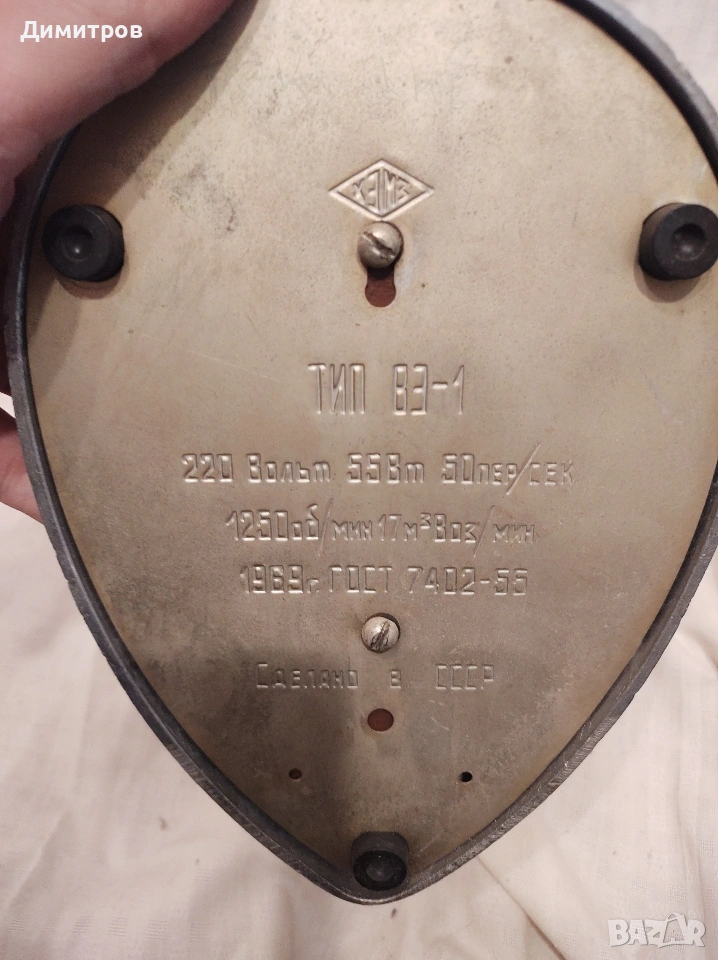 Димитров
ХЭМЗ
ТИП ВЭ-1
220 Вольт 55Вт 50пер/сек
1250об/мин 17м³Воз/мин
1969г. ГОСТ 7402-55
Сделано в СССР
BAZAR